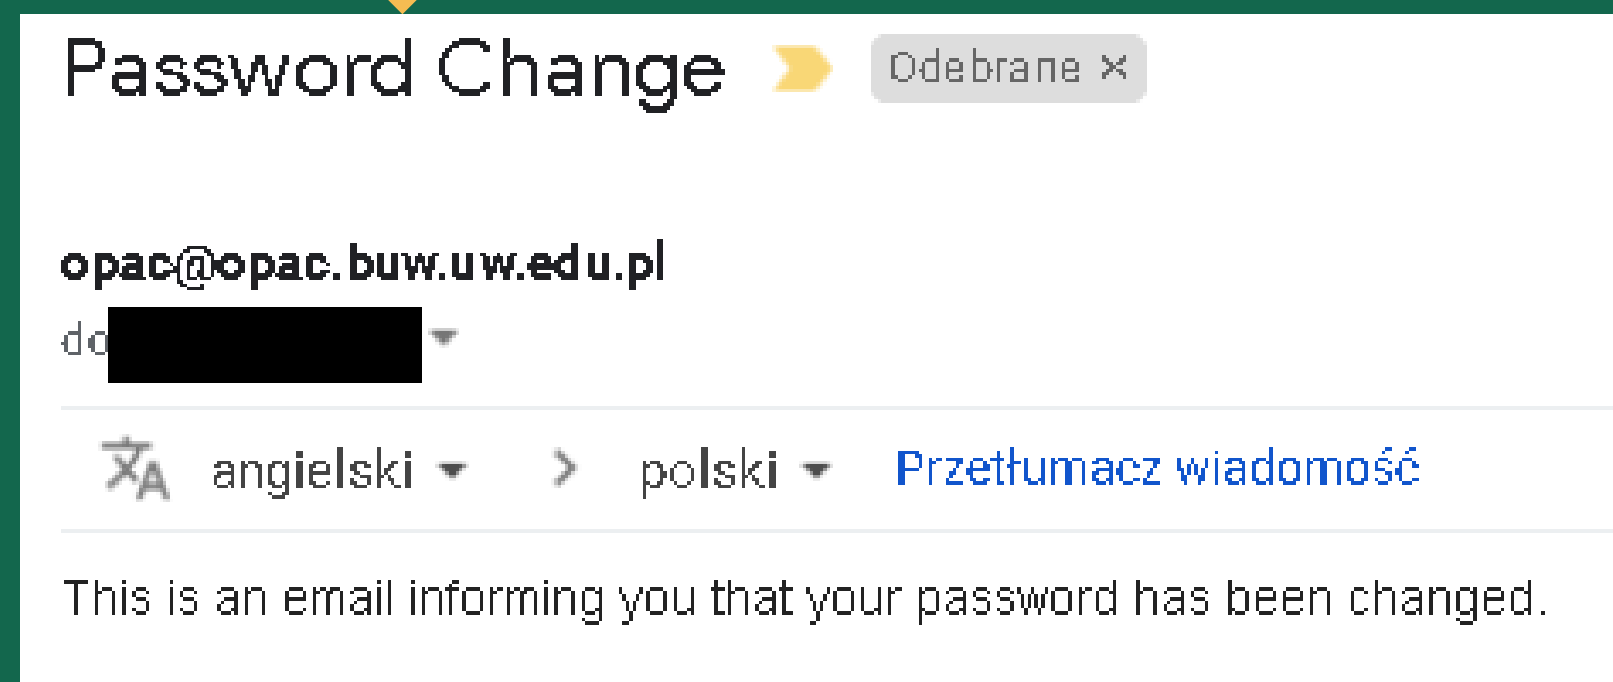 Password Change Odebrane ×
opac@opac.buw.uw.edu.pl
do
angielski > polski Przetłumacz wiadomość
This is an email informing you that your password has been changed.